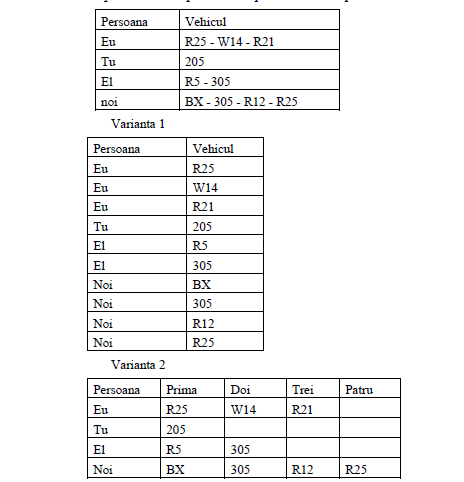 Persoana Vehicul
Eu R25 - W14 - R21
Tu 205
El R5 - 305
noi BX - 305 - R12 - R25
Varianta 1
Persoana Vehicul
Eu R25
Eu W14
Eu R21
Tu 205
El R5
El 305
Noi BX
Noi 305
Noi R12
Noi R25
Varianta 2
Persoana Prima Doi Trei Patru
Eu R25 W14 R21
Tu 205
El R5 305
Noi BX 305 R12 R25